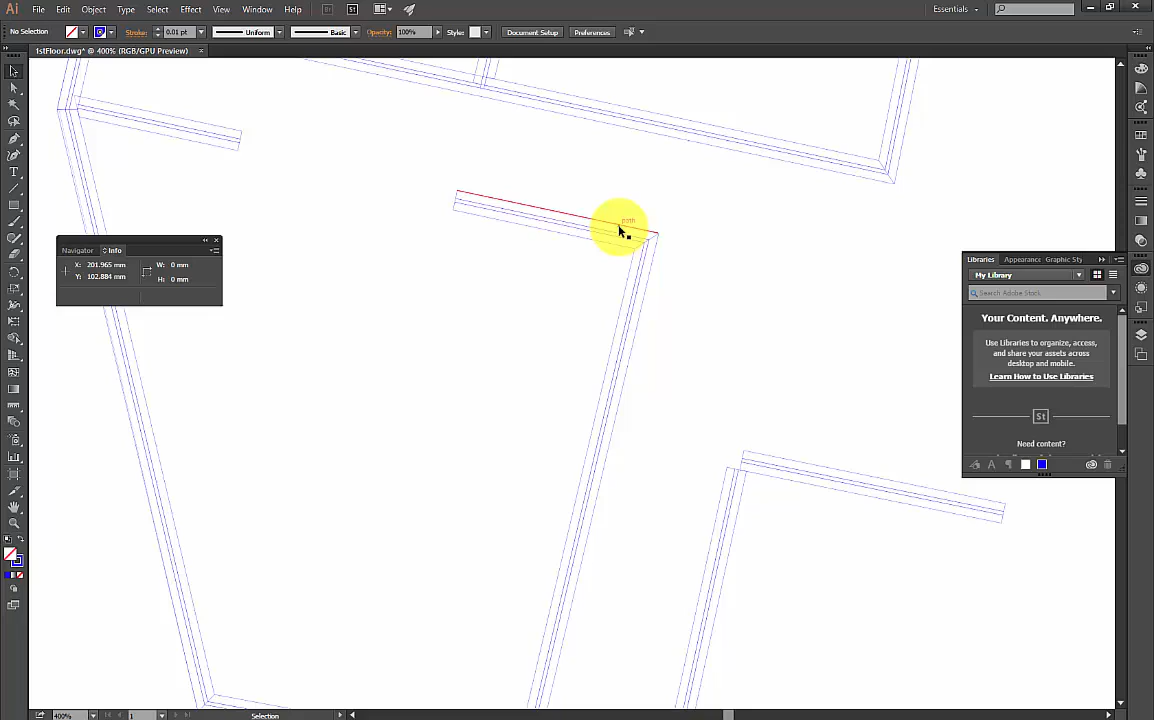 Ai File Edit Object Type Select Effect View Window Help Br St Essentials
No Selection Stroke: 0.01 pt Uniform Basic Opacity: 100% Style: Document Setup Preferences
1stFloor.dwg* @ 400% (RGB/GPU Preview) ×
path
Navigator Info
X: 201.965 mm W: 0 mm
Y: 102.884 mm H: 0 mm
Libraries Appearance Graphic Sty
My Library
Search Adobe Stock
Your Content. Anywhere.
Use Libraries to organize, access,
and share your assets across
desktop and mobile.
Learn How to Use Libraries
St
Need content?
400% 1 Selection